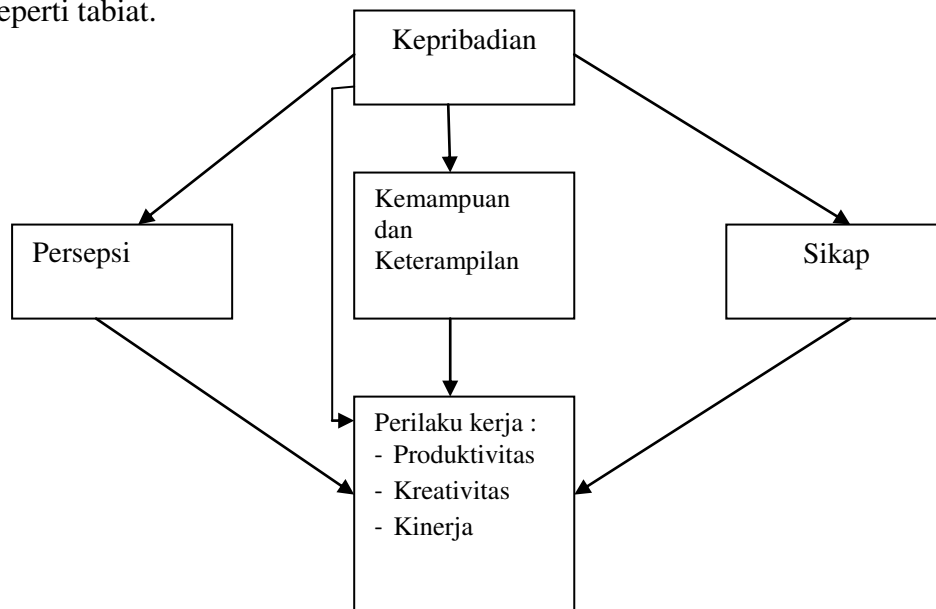 eperti tabiat.
Kepribadian
Kemampuan
dan
Keterampilan
Persepsi
Sikap
Perilaku kerja :
- Produktivitas
- Kreativitas
- Kinerja